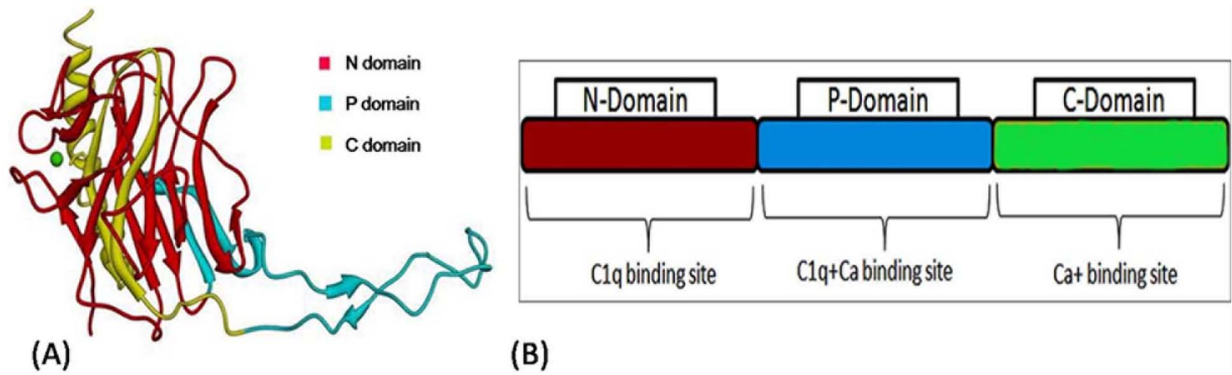 N domain
P domain
C domain
N-Domain
P-Domain
C-Domain
C1q binding site
C1q+Ca binding site
Ca+ binding site
(A)
(B)